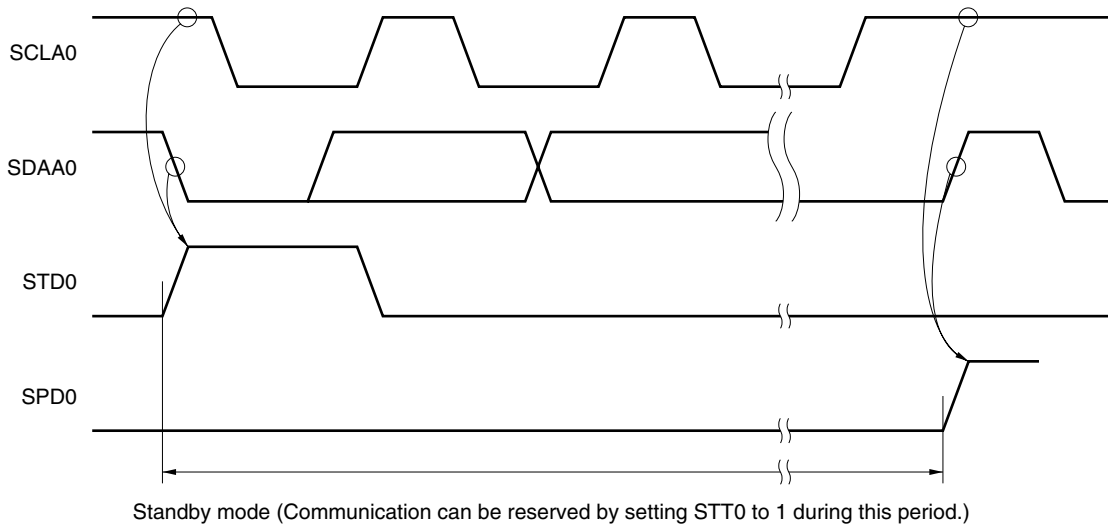 SCLA0
SDAA0
STD0
SPD0
Standby mode (Communication can be reserved by setting STT0 to 1 during this period.)